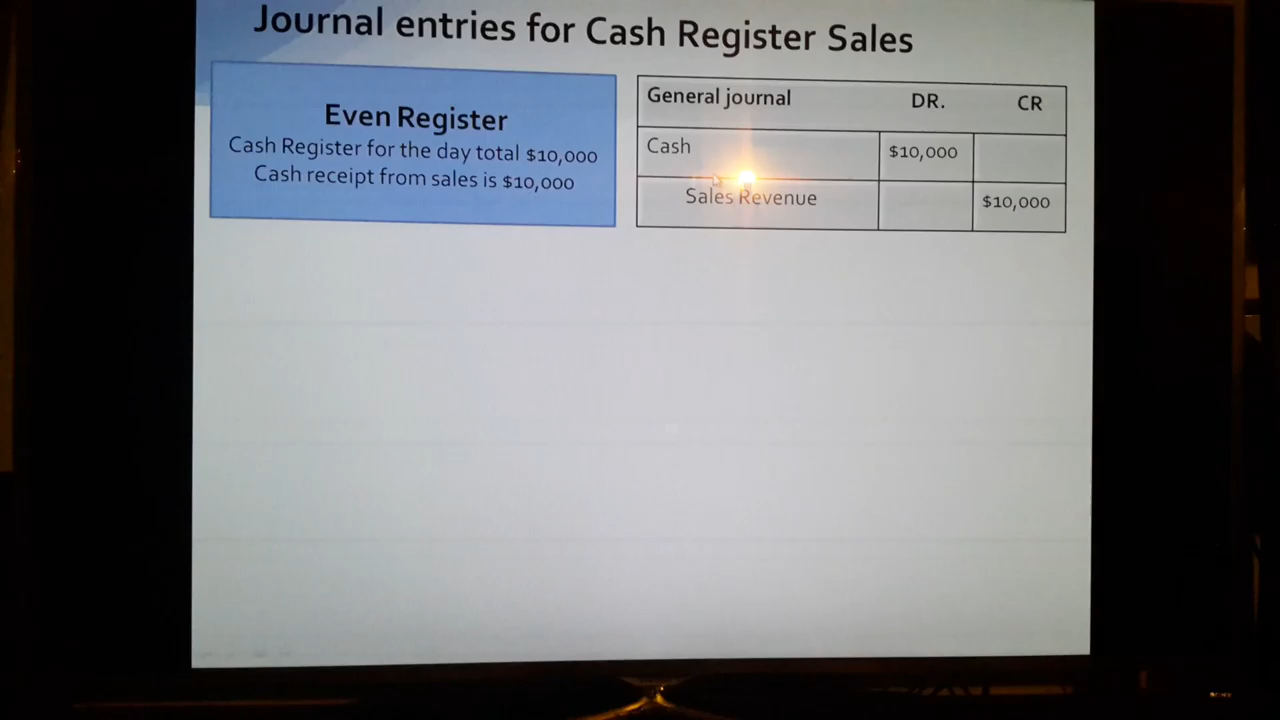 Journal entries for Cash Register Sales
Even Register
Cash Register for the day total $10,000
Cash receipt from sales is $10,000
General journal DR. CR
Cash $10,000
Sales Revenue $10,000
SONY